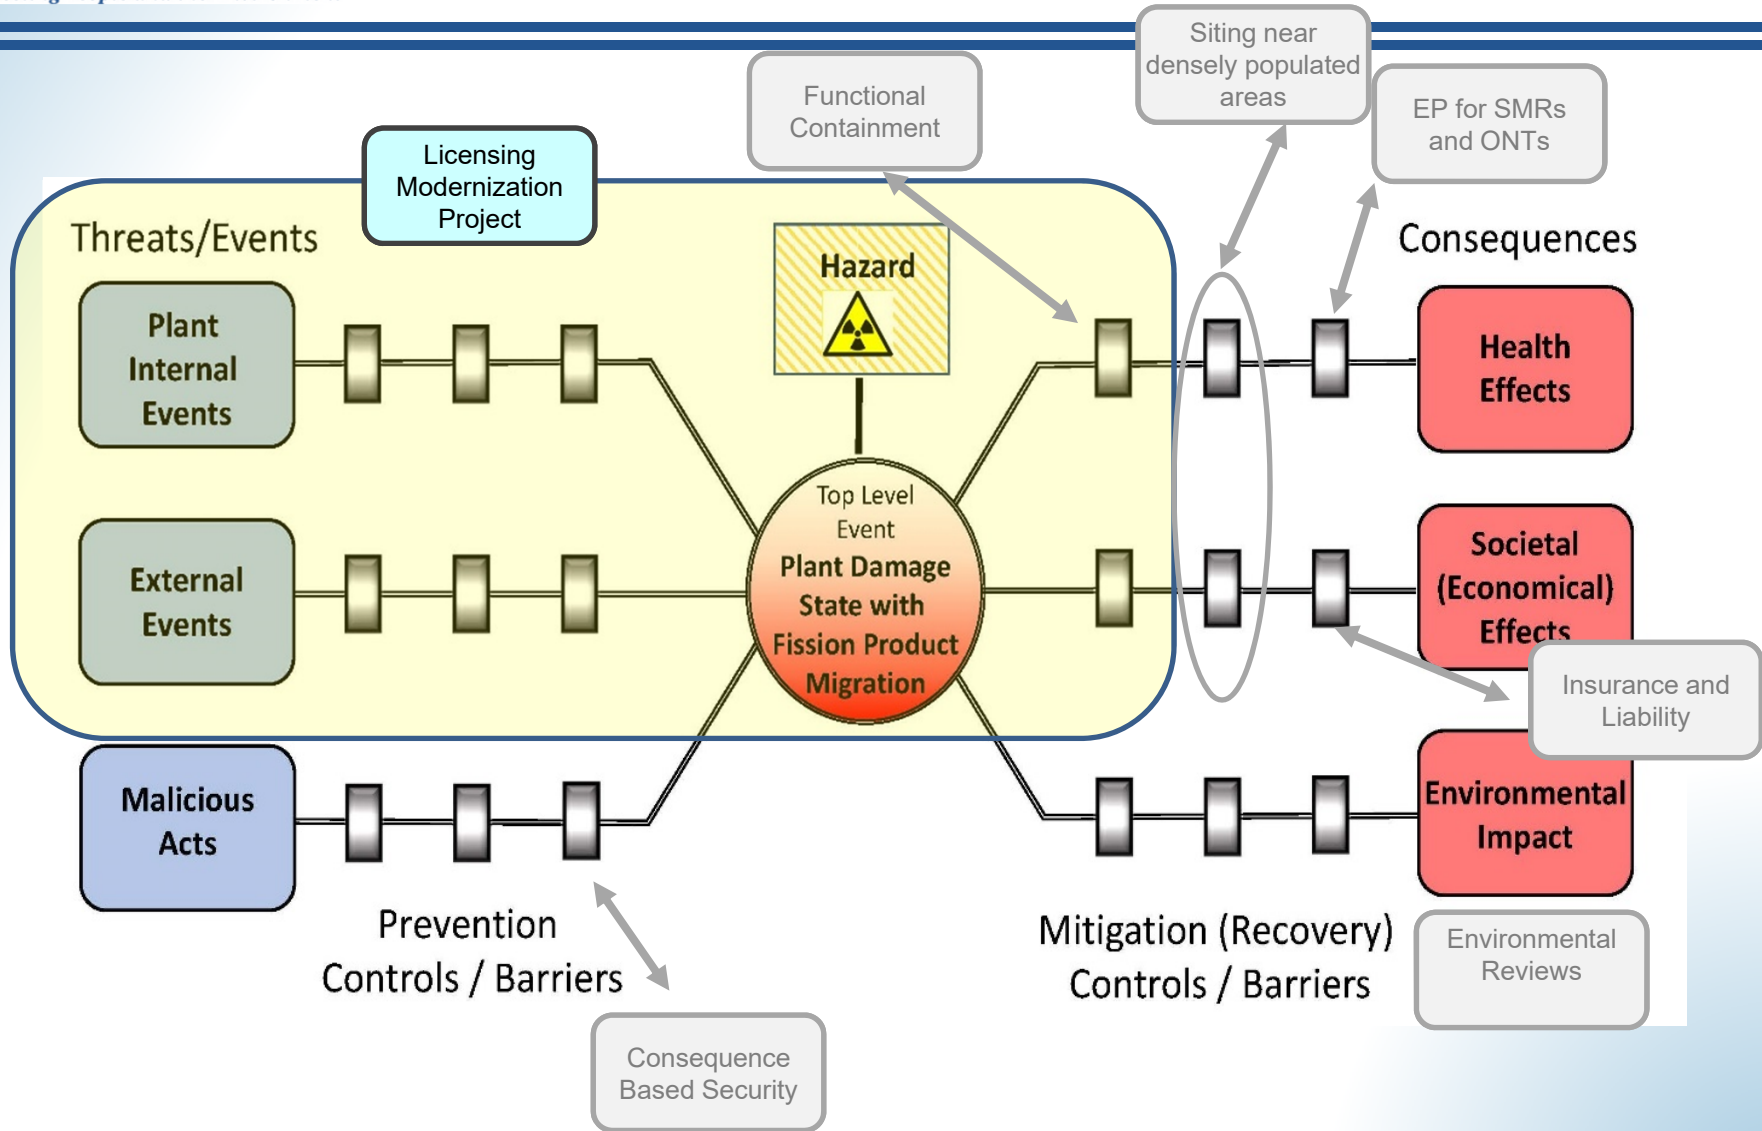 Siting near
densely populated
areas
Functional
Containment
EP for SMRs
and ONTs
Licensing
Modernization
Project
Threats/Events
Hazard
Consequences
Plant
Internal
Events
Health
Effects
Top Level
Event
Plant Damage
State with
Fission Product
Migration
External
Events
Societal
(Economical)
Effects
Insurance and
Liability
Malicious
Acts
Environmental
Impact
Prevention
Controls / Barriers
Mitigation (Recovery)
Controls / Barriers
Environmental
Reviews
Consequence
Based Security